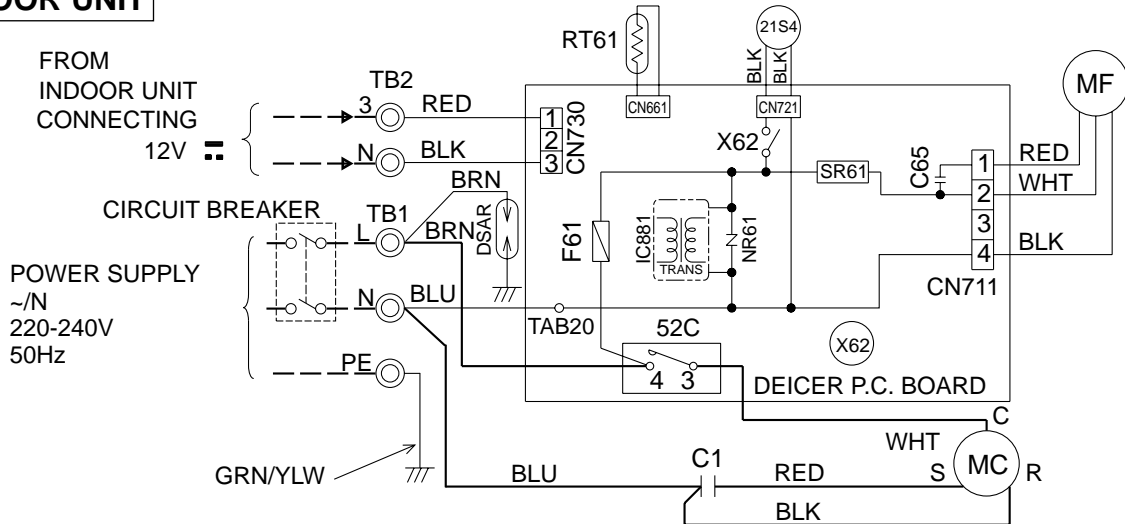 OOR UNIT
FROM
INDOOR UNIT
CONNECTING
12V
TB2
3
RED
N
BLK
1
2
3
CN730
RT61
CN661
21S4
BLK
BLK
CN721
X62
MF
SR61
C65
1
2
3
4
RED
WHT
BLK
CN711
CIRCUIT BREAKER
TB1
L
BRN
BRN
DSAR
F61
IC881
TRANS
NR61
POWER SUPPLY
~/N
220-240V
50Hz
N
BLU
TAB20
52C
4 3
X62
DEICER P.C. BOARD
PE
GRN/YLW
BLU
C1
RED
BLK
WHT
C
S
MC
R